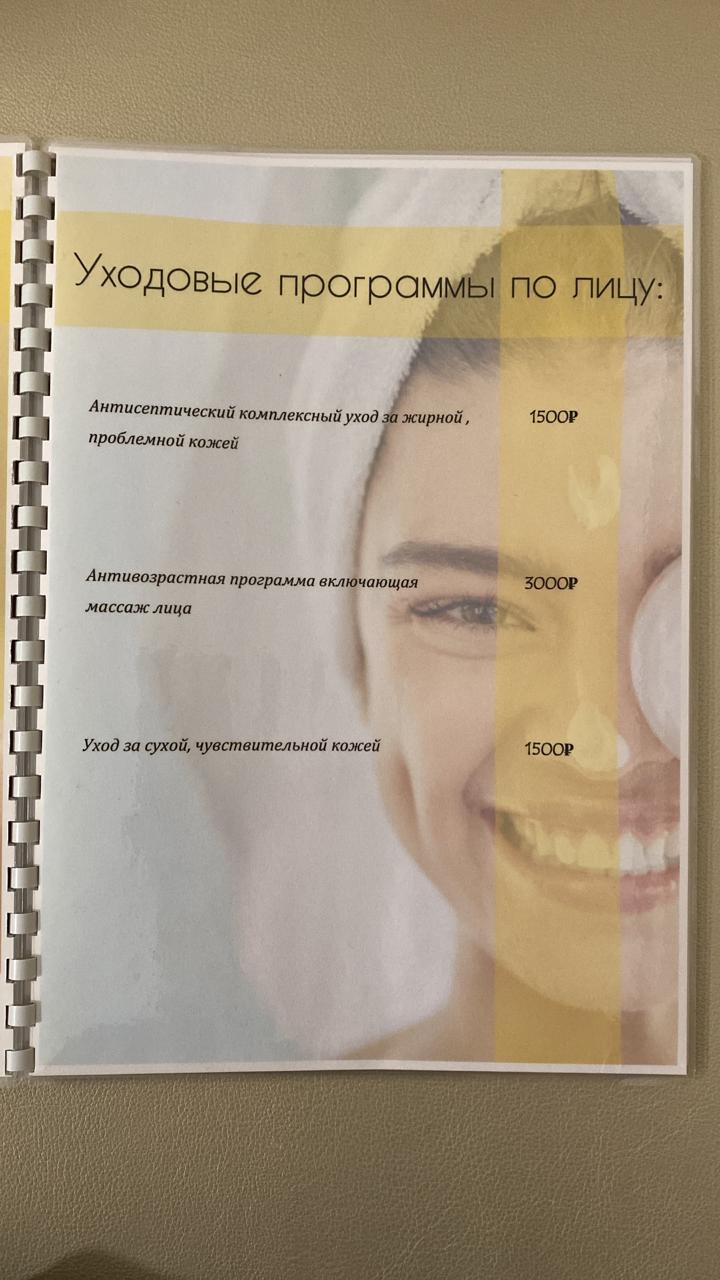 Уходовые программы по лицу:
Антисептический комплексный уход за жирной , 1500₽
проблемной кожей
Антивозрастная программа включающая 3000₽
массаж лица
Уход за сухой, чувствительной кожей 1500₽